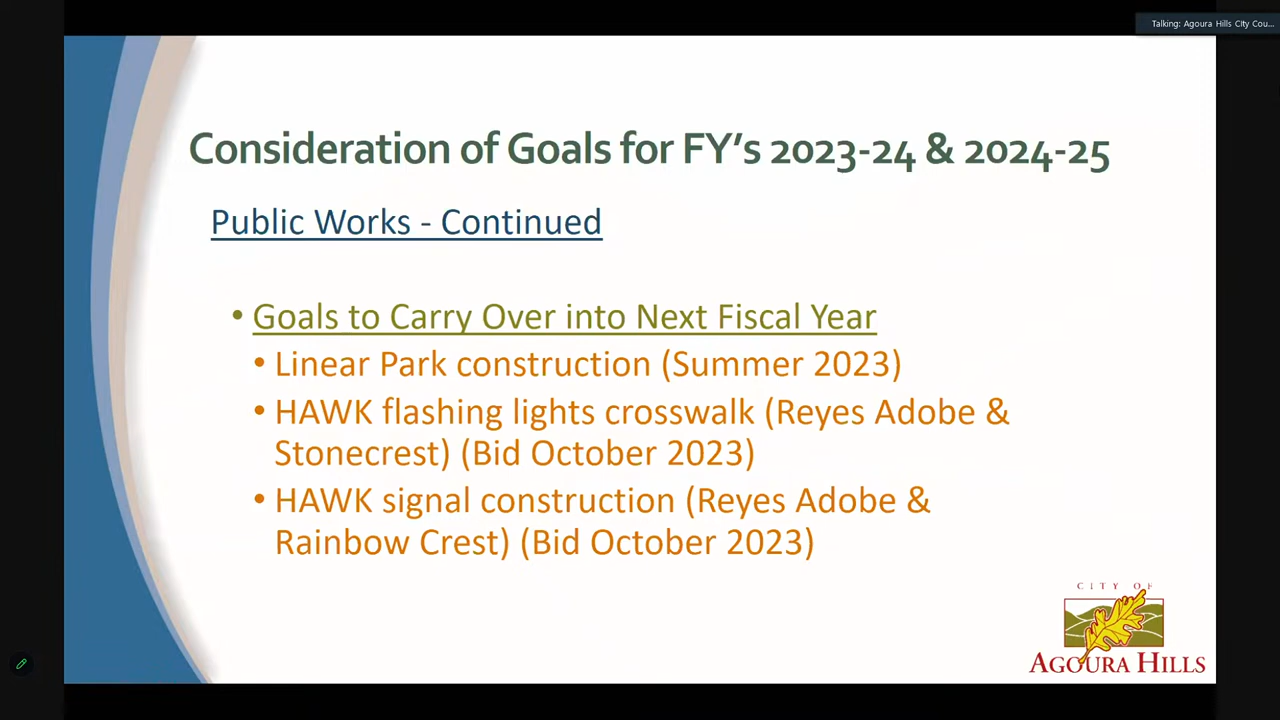 Talking: Agoura Hills City Cou...
Consideration of Goals for FY's 2023-24 & 2024-25
Public Works - Continued
• Goals to Carry Over into Next Fiscal Year
• Linear Park construction (Summer 2023)
• HAWK flashing lights crosswalk (Reyes Adobe &
Stonecrest) (Bid October 2023)
• HAWK signal construction (Reyes Adobe &
Rainbow Crest) (Bid October 2023)
CITY OF
AGOURA HILLS